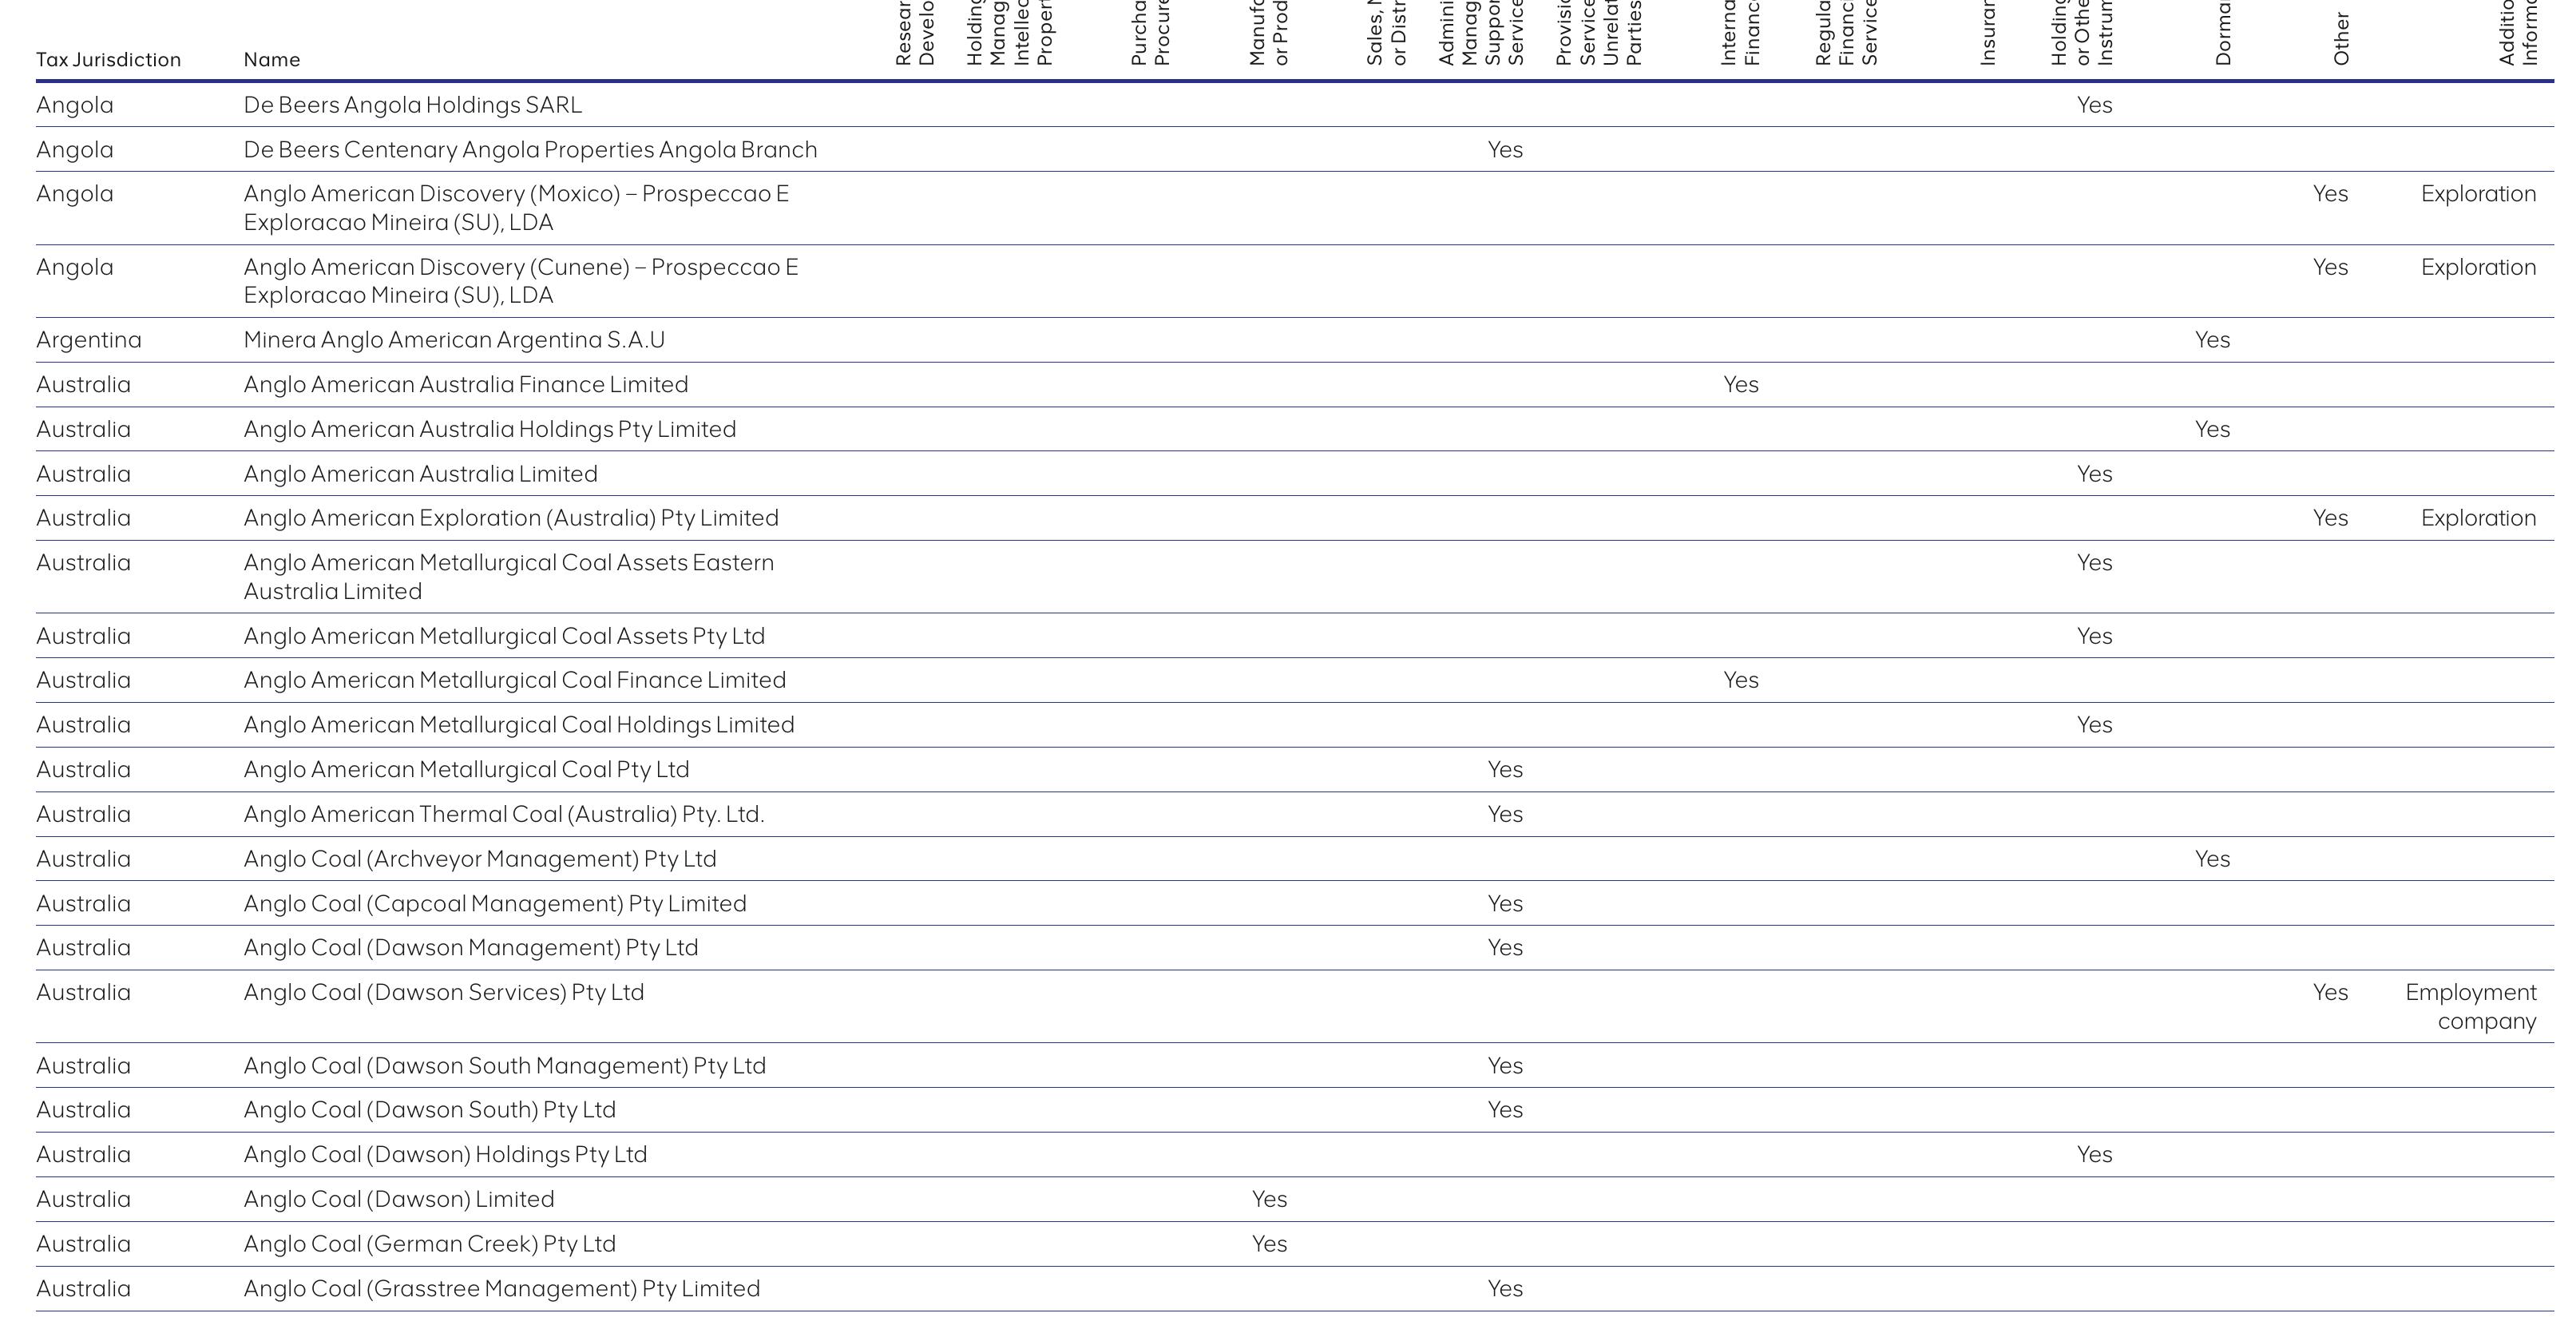 Tax Jurisdiction Name
Resear
Develo
Holding
Manag
Intellec
Propert
Purcha
Procure
Manufa
or Prod
Sales,
or Distr
Admini
Manag
Suppor
Service
Provisi
Service
Unrelat
Parties
Interna
Finance
Regula
Financi
Service
Insuran
Holding
or Othe
Instrum
Dorma
Other
Additio
Informa
Angola De Beers Angola Holdings SARL Yes
Angola De Beers Centenary Angola Properties Angola Branch Yes
Angola Anglo American Discovery (Moxico) – Prospeccao E Yes Exploration
Exploracao Mineira (SU), LDA
Angola Anglo American Discovery (Cunene) – Prospeccao E Yes Exploration
Exploracao Mineira (SU), LDA
Argentina Minera Anglo American Argentina S.A.U Yes
Australia Anglo American Australia Finance Limited Yes
Australia Anglo American Australia Holdings Pty Limited Yes
Australia Anglo American Australia Limited Yes
Australia Anglo American Exploration (Australia) Pty Limited Yes Exploration
Australia Anglo American Metallurgical Coal Assets Eastern Yes
Australia Limited
Australia Anglo American Metallurgical Coal Assets Pty Ltd Yes
Australia Anglo American Metallurgical Coal Finance Limited Yes
Australia Anglo American Metallurgical Coal Holdings Limited Yes
Australia Anglo American Metallurgical Coal Pty Ltd Yes
Australia Anglo American Thermal Coal (Australia) Pty. Ltd. Yes
Australia Anglo Coal (Archveyor Management) Pty Ltd Yes
Australia Anglo Coal (Capcoal Management) Pty Limited Yes
Australia Anglo Coal (Dawson Management) Pty Ltd Yes
Australia Anglo Coal (Dawson Services) Pty Ltd Yes Employment
company
Australia Anglo Coal (Dawson South Management) Pty Ltd Yes
Australia Anglo Coal (Dawson South) Pty Ltd Yes
Australia Anglo Coal (Dawson) Holdings Pty Ltd Yes
Australia Anglo Coal (Dawson) Limited Yes
Australia Anglo Coal (German Creek) Pty Ltd Yes
Australia Anglo Coal (Grasstree Management) Pty Limited Yes